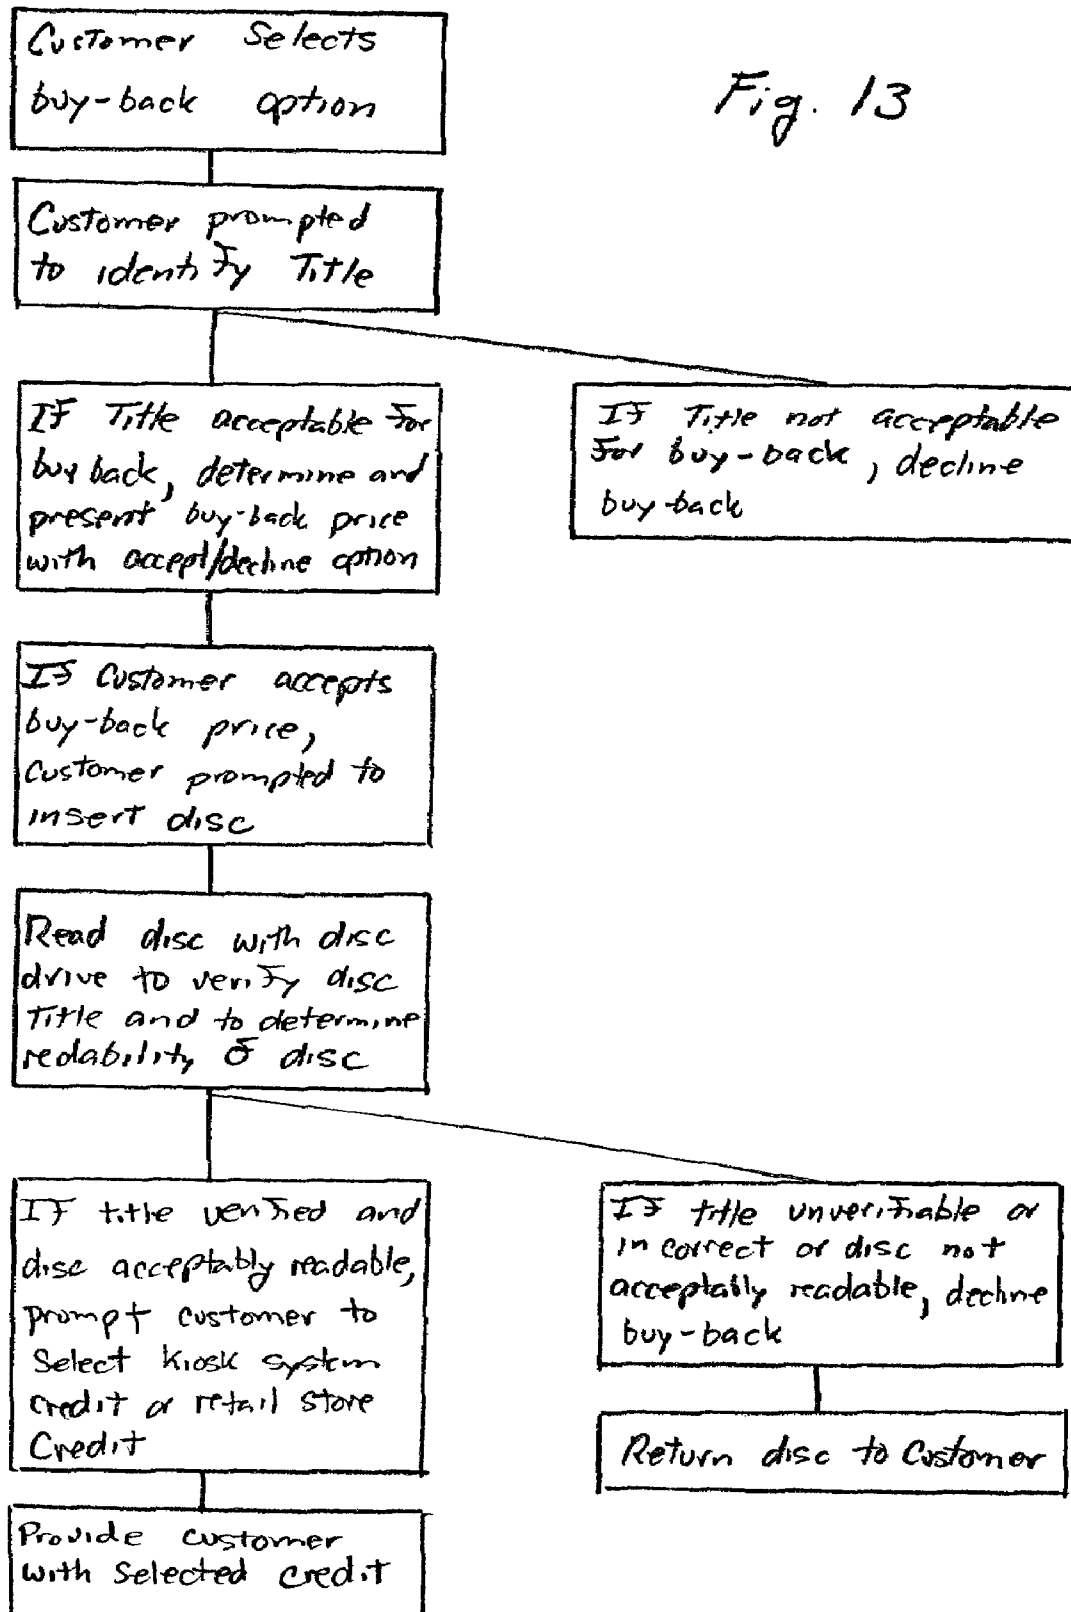 Customer Selects
buy-back option
Fig. 13
Customer prompted
to identify Title
If Title acceptable for
buy back, determine and
present buy-back price
with accept/decline option
If Title not acceptable
for buy-back, decline
buy-back
If Customer accepts
buy-back price,
Customer prompted to
insert disc
Read disc with disc
drive to verify disc
Title and to determine
redability of disc
If title verified and
disc acceptably readable,
prompt customer to
Select Kiosk system
credit or retail store
Credit
If title unverifiable or
in correct or disc not
acceptably readable, decline
buy-back
Return disc to Customer
Provide customer
with Selected credit